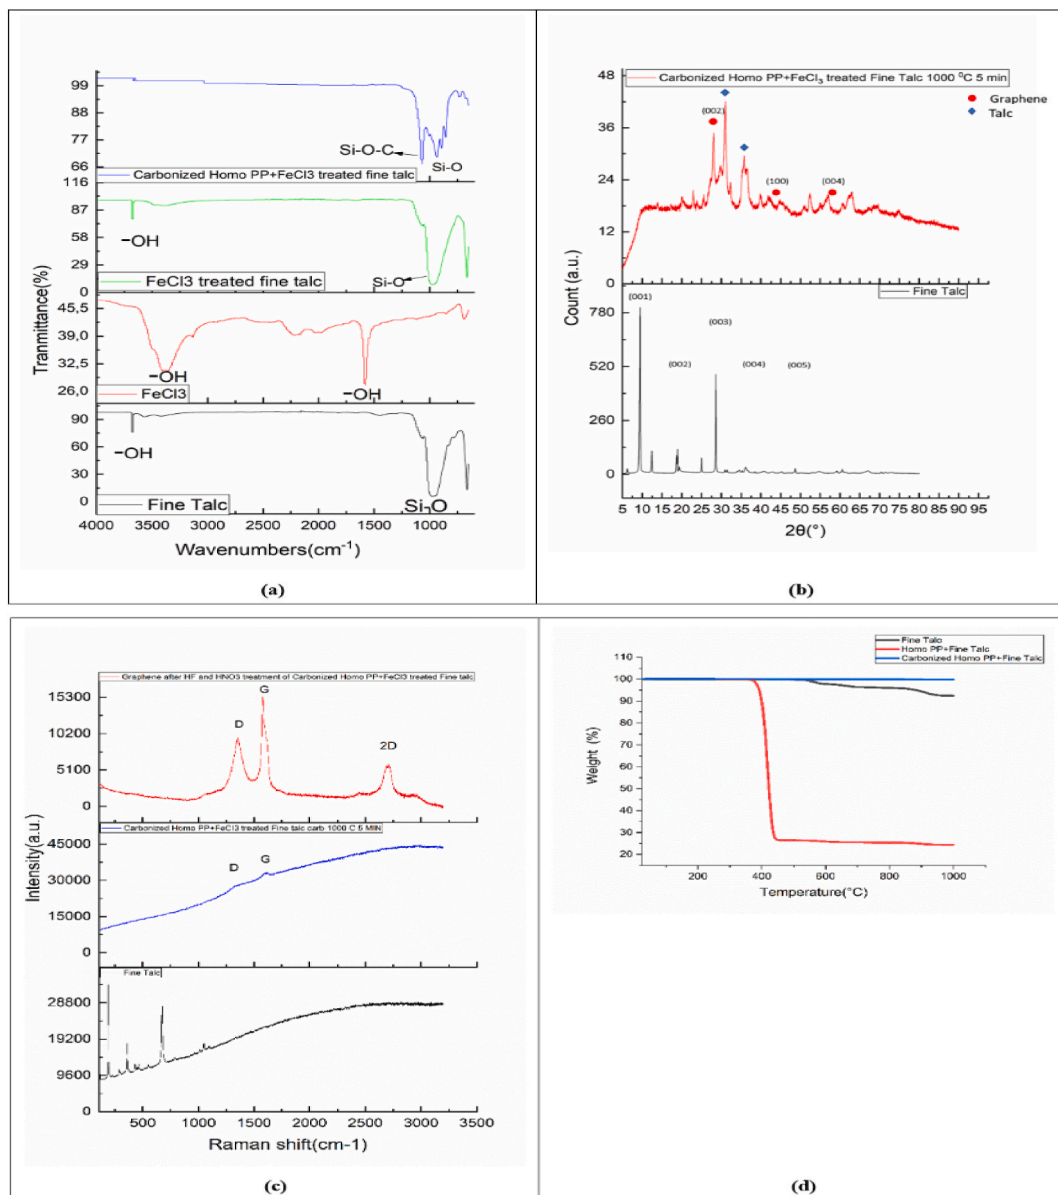 99
88
77
66
Si-O-C
Si-O
Carbonized Homo PP+FeCl3 treated fine talc
116
87
58
29
0
-OH
Si-O
FeCl3 treated fine talc
45,5
39,0
32,5
26,0
-OH
-OH
FeCl3
90
60
30
0
-OH
Si-O
Fine Talc
Tranmittance(%)
4000 3500 3000 2500 2000 1500 1000
Wavenumbers(cm-1)
(a)
48
36
24
12
0
Carbonized Homo PP+FeCl3 treated Fine Talc 1000 0C 5 min
Graphene
Talc
(002)
(100)
(004)
Fine Talc
780
520
260
0
(001)
(002)
(003)
(004)
(005)
Count (a.u.)
5 10 15 20 25 30 35 40 45 50 55 60 65 70 75 80 85 90 95
2θ(°)
(b)
Graphene after HF and HNO3 treatment of Carbonized Homo PP+FeCl3 treated Fine talc
15300
10200
5100
0
D
G
2D
Carbonized Homo PP+FeCl3 treated Fine talc carb 1000 C 5 MIN
45000
30000
15000
0
D
G
Fine Talc
28800
19200
9600
0
Intensity(a.u.)
500 1000 1500 2000 2500 3000 3500
Raman shift(cm-1)
(c)
Fine Talc
Homo PP+Fine Talc
Carbonized Homo PP+Fine Talc
110
100
90
80
70
60
50
40
30
20
Weight (%)
200 400 600 800 1000
Temperature(°C)
(d)